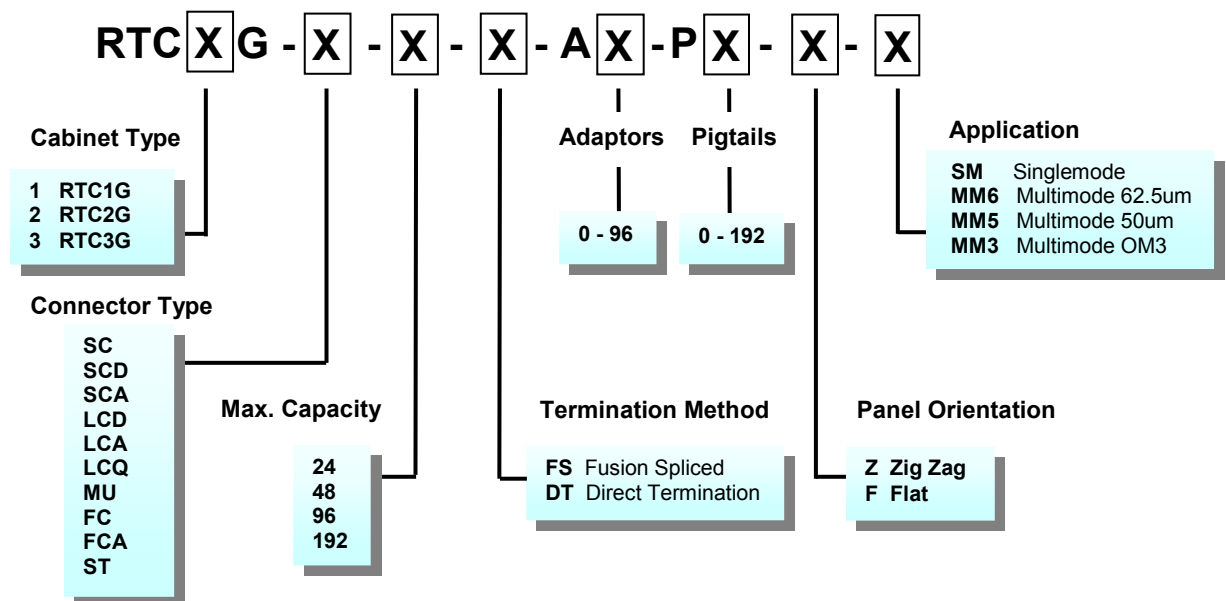 RTC X G - X - X - X - A X - P X - X - X
Cabinet Type
1 RTC1G
2 RTC2G
3 RTC3G
Connector Type
SC
SCD
SCA
LCD
LCA
LCQ
MU
FC
FCA
ST
Max. Capacity
24
48
96
192
Termination Method
FS Fusion Spliced
DT Direct Termination
Adaptors
0 - 96
Pigtails
0 - 192
Panel Orientation
Z Zig Zag
F Flat
Application
SM Singlemode
MM6 Multimode 62.5um
MM5 Multimode 50um
MM3 Multimode OM3